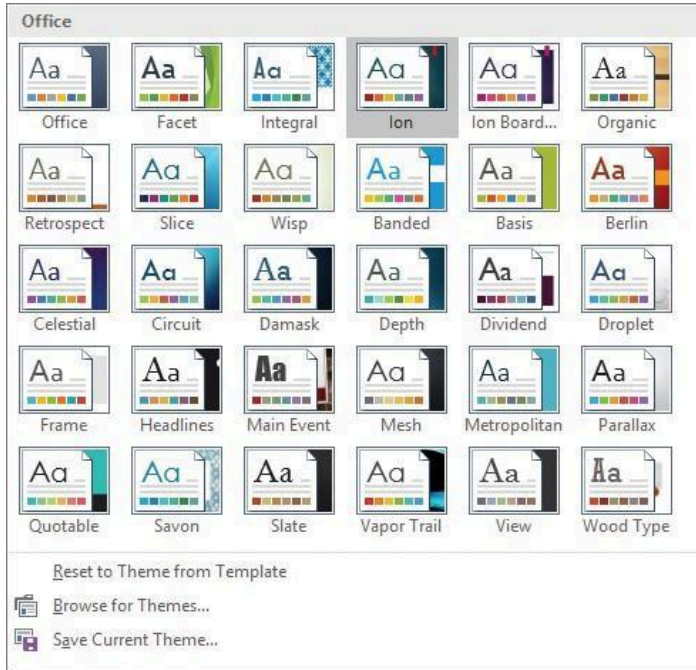 Office
Aa Aa Aa Aa Aa Aa
Office Facet Integral Ion Ion Board... Organic
Aa Aa Aa Aa Aa Aa
Retrospect Slice Wisp Banded Basis Berlin
Aa Aa Aa Aa Aa Aa
Celestial Circuit Damask Depth Dividend Droplet
Aa Aa Aa Aa Aa Aa
Frame Headlines Main Event Mesh Metropolitan Parallax
Aa Aa Aa Aa Aa Aa
Quotable Savon Slate Vapor Trail View Wood Type
Reset to Theme from Template
Browse for Themes...
Save Current Theme...